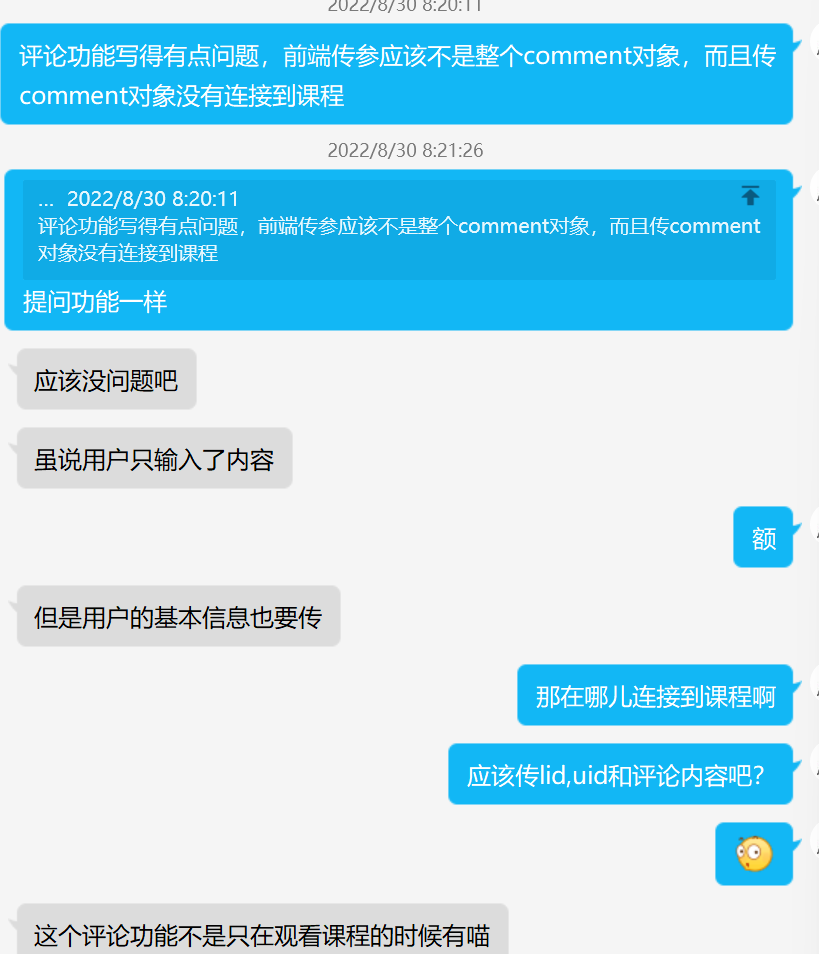 2022/8/30 8:20:11
评论功能写得有点问题，前端传参应该不是整个comment对象，而且传
comment对象没有连接到课程
2022/8/30 8:21:26
... 2022/8/30 8:20:11
评论功能写得有点问题，前端传参应该不是整个comment对象，而且传comment
对象没有连接到课程
提问功能一样
应该没问题吧
虽说用户只输入了内容
额
但是用户的基本信息也要传
那在哪儿连接到课程啊
应该传lid,uid和评论内容吧?
这个评论功能不是只在观看课程的时候有喵